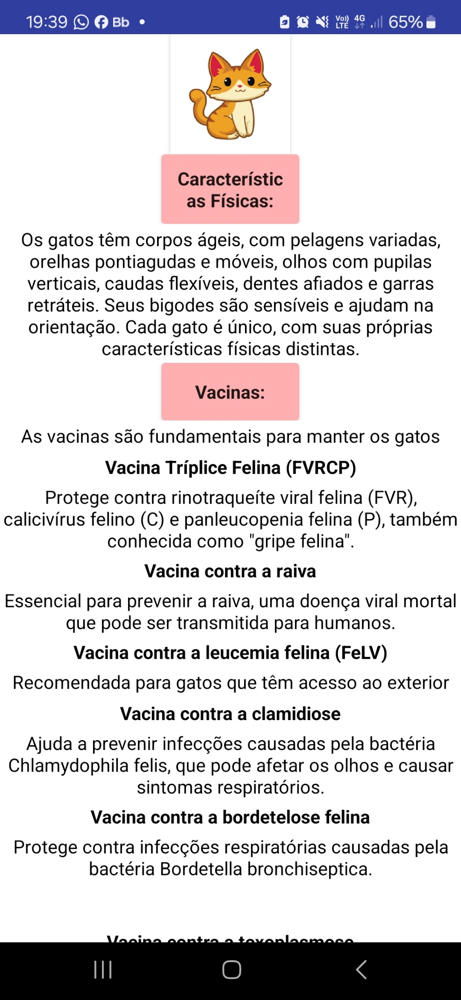 19:39 Bb
Vo)) LTE 4G 65%
Característic
as Físicas:
Os gatos têm corpos ágeis, com pelagens variadas,
orelhas pontiagudas e móveis, olhos com pupilas
verticais, caudas flexíveis, dentes afiados e garras
retráteis. Seus bigodes são sensíveis e ajudam na
orientação. Cada gato é único, com suas próprias
características físicas distintas.
Vacinas:
As vacinas são fundamentais para manter os gatos
Vacina Tríplice Felina (FVRCP)
Protege contra rinotraqueíte viral felina (FVR),
calicivírus felino (C) e panleucopenia felina (P), também
conhecida como "gripe felina".
Vacina contra a raiva
Essencial para prevenir a raiva, uma doença viral mortal
que pode ser transmitida para humanos.
Vacina contra a leucemia felina (FeLV)
Recomendada para gatos que têm acesso ao exterior
Vacina contra a clamidiose
Ajuda a prevenir infecções causadas pela bactéria
Chlamydophila felis, que pode afetar os olhos e causar
sintomas respiratórios.
Vacina contra a bordetelose felina
Protege contra infecções respiratórias causadas pela
bactéria Bordetella bronchiseptica.
Vacina contra a toxoplasmose